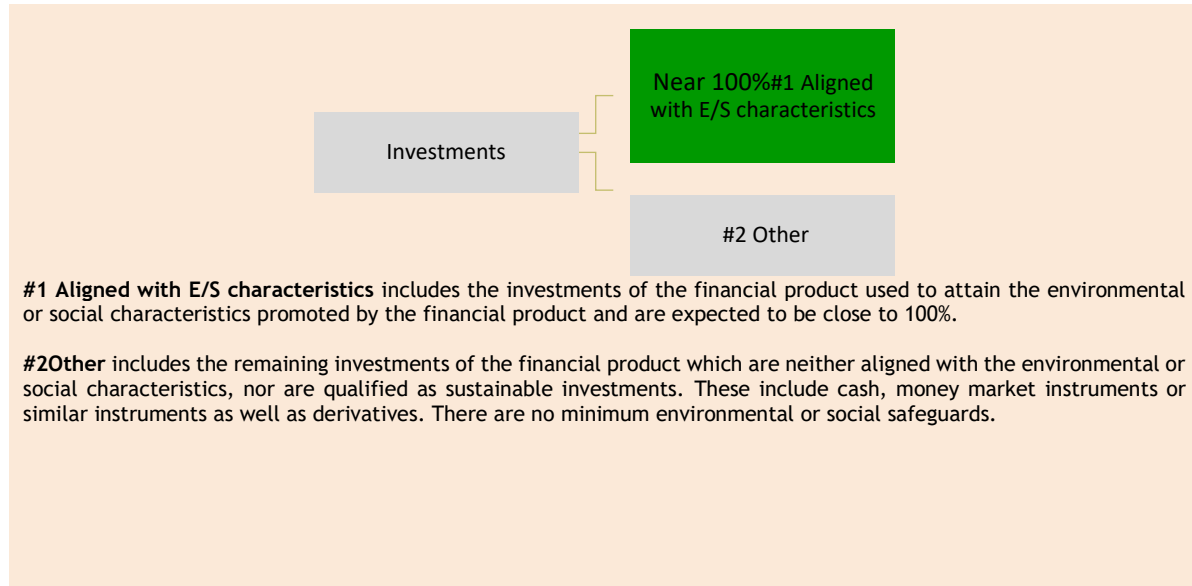 Near 100%#1 Aligned
with E/S characteristics
Investments
#2 Other
#1 Aligned with E/S characteristics includes the investments of the financial product used to attain the environmental
or social characteristics promoted by the financial product and are expected to be close to 100%.
#2Other includes the remaining investments of the financial product which are neither aligned with the environmental or
social characteristics, nor are qualified as sustainable investments. These include cash, money market instruments or
similar instruments as well as derivatives. There are no minimum environmental or social safeguards.